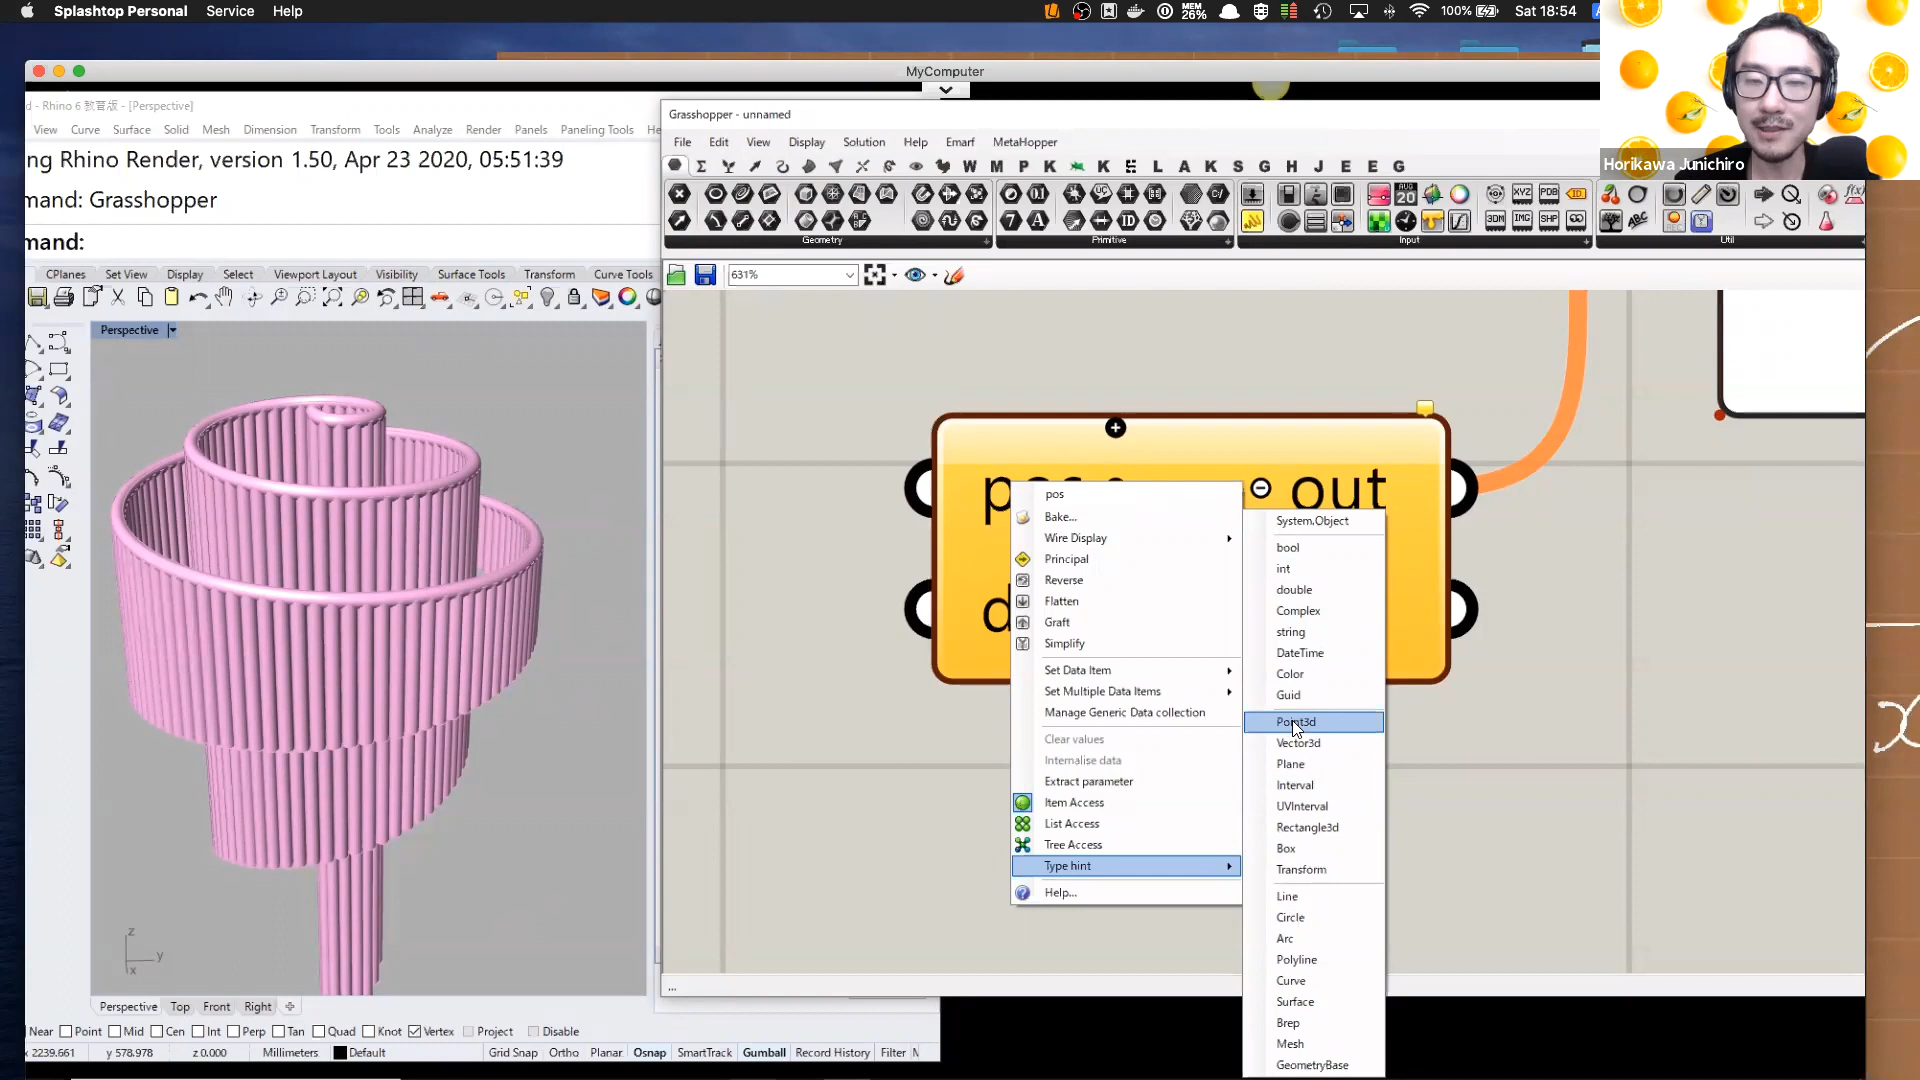 Splashtop Personal Service Help
MEM 26% 100% Sat 18:54
MyComputer
d - Rhino 6 教育版 - [Perspective]
View Curve Surface Solid Mesh Dimension Transform Tools Analyze Render Panels Paneling Tools He
ng Rhino Render, version 1.50, Apr 23 2020, 05:51:39
mand: Grasshopper
mand:
CPlanes Set View Display Select Viewport Layout Visibility Surface Tools Transform Curve Tools
Perspective
z
y
x
Perspective Top Front Right
Near Point Mid Cen Int Perp Tan Quad Knot Vertex Project Disable
x 2239.661 y 578.978 z 0.000 Millimeters Default Grid Snap Ortho Planar Osnap SmartTrack Gumball Record History Filter M
Grasshopper - unnamed
File Edit View Display Solution Help Emarf MetaHopper
W M P K K L A K S G H J E E G
Geometry Primitive Input Util
631%
out
pos
Bake...
Wire Display
Principal
Reverse
Flatten
Graft
Simplify
Set Data Item
Set Multiple Data Items
Manage Generic Data collection
Clear values
Internalise data
Extract parameter
Item Access
List Access
Tree Access
Type hint
Help...
System.Object
bool
int
double
Complex
string
DateTime
Color
Guid
Point3d
Vector3d
Plane
Interval
UVInterval
Rectangle3d
Box
Transform
Line
Circle
Arc
Polyline
Curve
Surface
Brep
Mesh
GeometryBase
...
Horikawa Junichiro